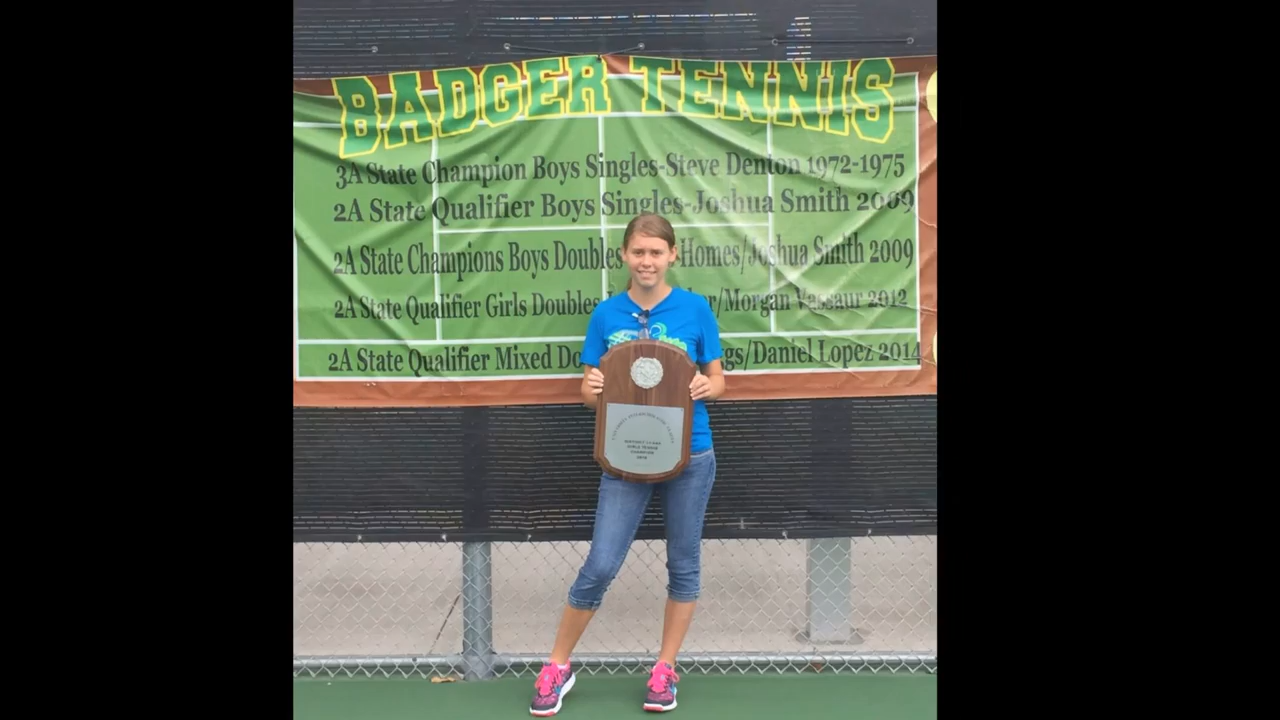 BADGER TENNIS
3A State Champion Boys Singles-Steve Denton 1972-1975
2A State Qualifier Boys Singles-Joshua Smith 2009
2A State Champions Boys Doubles Homes/Joshua Smith 2009
2A State Qualifier Girls Doubles /Morgan Vassaur 2012
2A State Qualifier Mixed Do gs/Daniel Lopez 2014
GIRLS TENNIS
CHAMPION